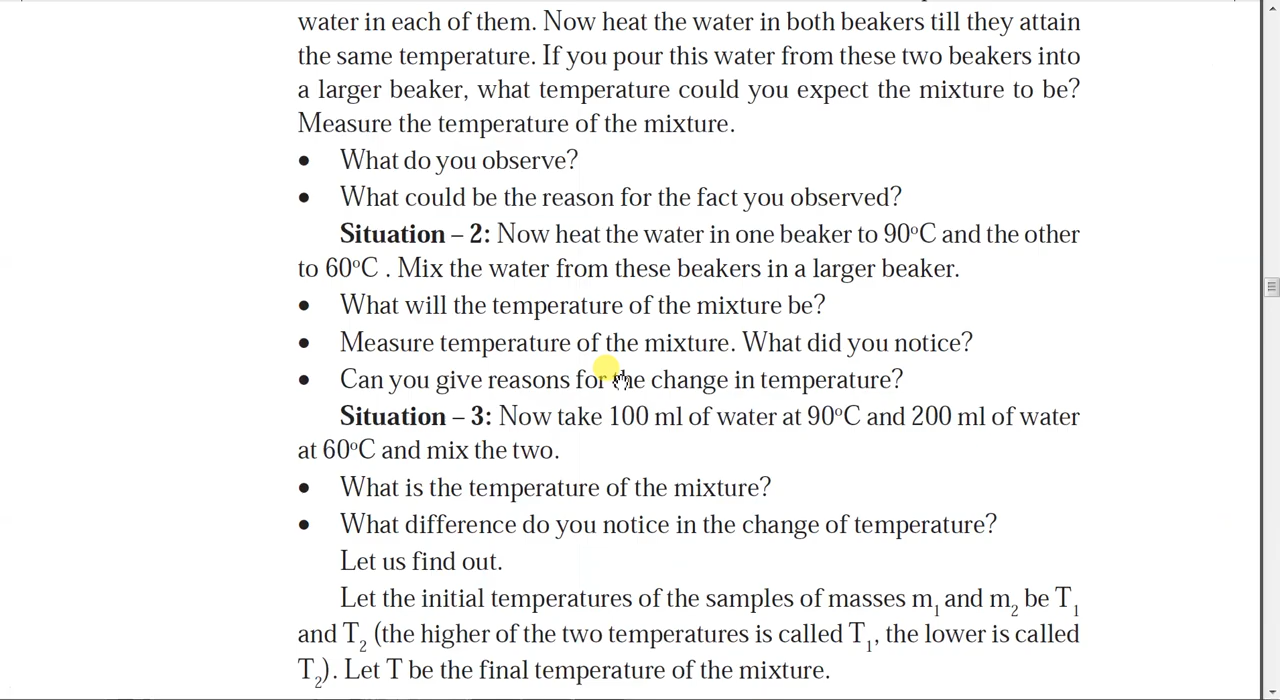 water in each of them. Now heat the water in both beakers till they attain
the same temperature. If you pour this water from these two beakers into
a larger beaker, what temperature could you expect the mixture to be?
Measure the temperature of the mixture.
• What do you observe?
• What could be the reason for the fact you observed?
Situation – 2: Now heat the water in one beaker to 90°C and the other
to 60°C . Mix the water from these beakers in a larger beaker.
• What will the temperature of the mixture be?
• Measure temperature of the mixture. What did you notice?
• Can you give reasons for the change in temperature?
Situation – 3: Now take 100 ml of water at 90°C and 200 ml of water
at 60°C and mix the two.
• What is the temperature of the mixture?
• What difference do you notice in the change of temperature?
Let us find out.
Let the initial temperatures of the samples of masses m₁ and m₂ be T₁
and T₂ (the higher of the two temperatures is called T₁, the lower is called
T₂). Let T be the final temperature of the mixture.